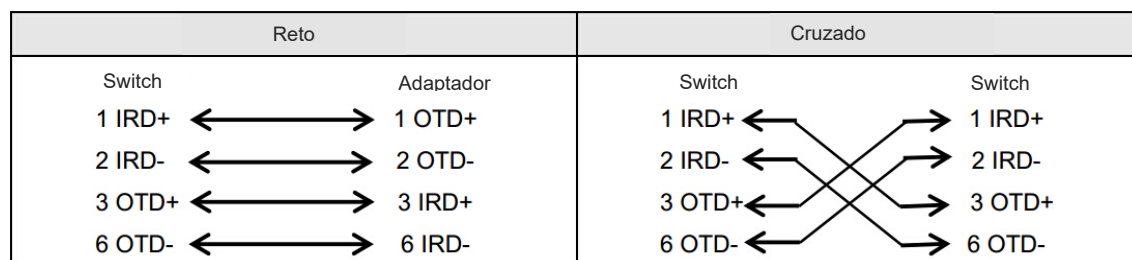 Reto Cruzado
Switch Adaptador Switch Switch
1 IRD+ 1 OTD+ 1 IRD+ 1 IRD+
2 IRD- 2 OTD- 2 IRD- 2 IRD-
3 OTD+ 3 IRD+ 3 OTD+ 3 OTD+
6 OTD- 6 IRD- 6 OTD- 6 OTD-